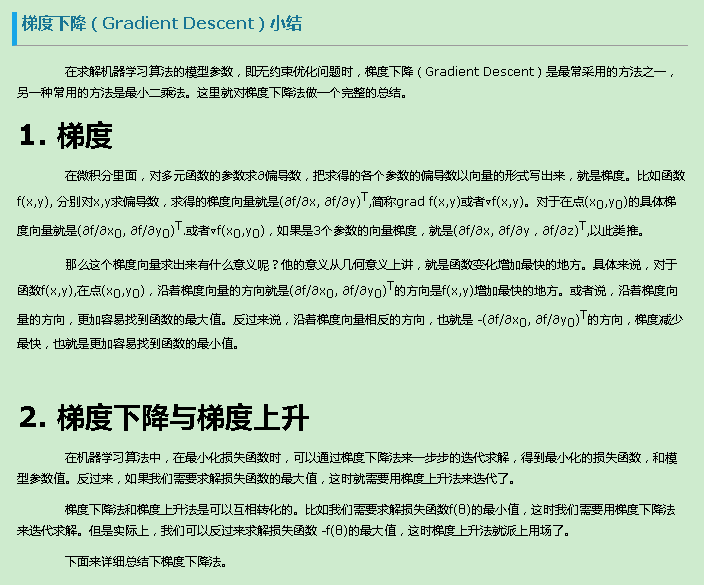 梯度下降（Gradient Descent）小结
在求解机器学习算法的模型参数，即无约束优化问题时，梯度下降（Gradient Descent）是最常采用的方法之一，
另一种常用的方法是最小二乘法。这里就对梯度下降法做一个完整的总结。
1. 梯度
在微积分里面，对多元函数的参数求∂偏导数，把求得的各个参数的偏导数以向量的形式写出来，就是梯度。比如函数
f(x,y), 分别对x,y求偏导数，求得的梯度向量就是(∂f/∂x, ∂f/∂y)ᵀ,简称grad f(x,y)或者▿f(x,y)。对于在点(x₀,y₀)的具体梯
度向量就是(∂f/∂x₀, ∂f/∂y₀)ᵀ.或者▿f(x₀,y₀)，如果是3个参数的向量梯度，就是(∂f/∂x, ∂f/∂y，∂f/∂z)ᵀ,以此类推。
那么这个梯度向量求出来有什么意义呢？他的意义从几何意义上讲，就是函数变化增加最快的地方。具体来说，对于
函数f(x,y),在点(x₀,y₀)，沿着梯度向量的方向就是(∂f/∂x₀, ∂f/∂y₀)ᵀ的方向是f(x,y)增加最快的地方。或者说，沿着梯度向
量的方向，更加容易找到函数的最大值。反过来说，沿着梯度向量相反的方向，也就是 -(∂f/∂x₀, ∂f/∂y₀)ᵀ的方向，梯度减少
最快，也就是更加容易找到函数的最小值。
2. 梯度下降与梯度上升
在机器学习算法中，在最小化损失函数时，可以通过梯度下降法来一步步的迭代求解，得到最小化的损失函数，和模
型参数值。反过来，如果我们需要求解损失函数的最大值，这时就需要用梯度上升法来迭代了。
梯度下降法和梯度上升法是可以互相转化的。比如我们需要求解损失函数f(θ)的最小值，这时我们需要用梯度下降法
来迭代求解。但是实际上，我们可以反过来求解损失函数 -f(θ)的最大值，这时梯度上升法就派上用场了。
下面来详细总结下梯度下降法。